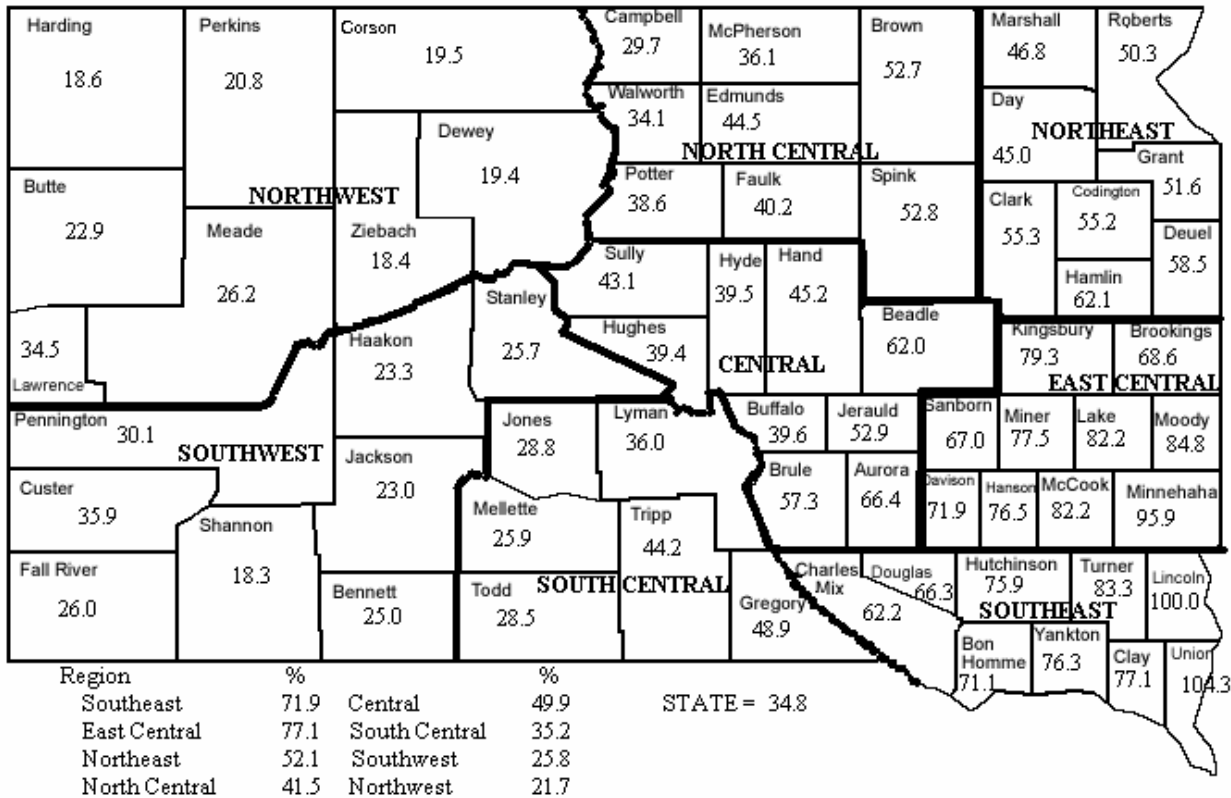 Harding
18.6
Perkins
20.8
Corson
19.5
Campbell
29.7
McPherson
36.1
Brown
52.7
Marshall
46.8
Roberts
50.3
Walworth
34.1
Edmunds
44.5
Day
45.0
NORTHEAST
Dewey
19.4
NORTH CENTRAL
Grant
51.6
Butte
22.9
NORTHWEST
Potter
38.6
Faulk
40.2
Spink
52.8
Clark
55.3
Codington
55.2
Meade
26.2
Ziebach
18.4
Deuel
58.5
Sully
43.1
Hyde
39.5
Hand
45.2
Hamlin
62.1
Stanley
25.7
34.5
Lawrence
Haakon
23.3
Hughes
39.4
Beadle
62.0
Kingsbury
79.3
Brookings
68.6
CENTRAL
EAST CENTRAL
Pennington
30.1
Jones
28.8
Lyman
36.0
Buffalo
39.6
Jerauld
52.9
Sanborn
67.0
Miner
77.5
Lake
82.2
Moody
84.8
SOUTHWEST
Jackson
23.0
Brule
57.3
Aurora
66.4
Custer
35.9
Davison
71.9
Hanson
76.5
McCook
82.2
Minnehaha
95.9
Shannon
18.3
Mellette
25.9
Tripp
44.2
Fall River
26.0
Bennett
25.0
Todd
28.5
SOUTH CENTRAL
Gregory
48.9
Charles
Mix
62.2
Douglas
66.3
Hutchinson
75.9
Turner
83.3
Lincoln
100.0
SOUTHEAST
Bon
Homme
71.1
Yankton
76.3
Clay
77.1
Union
104.3
Region % %
Southeast 71.9 Central 49.9 STATE = 34.8
East Central 77.1 South Central 35.2
Northeast 52.1 Southwest 25.8
North Central 41.5 Northwest 21.7